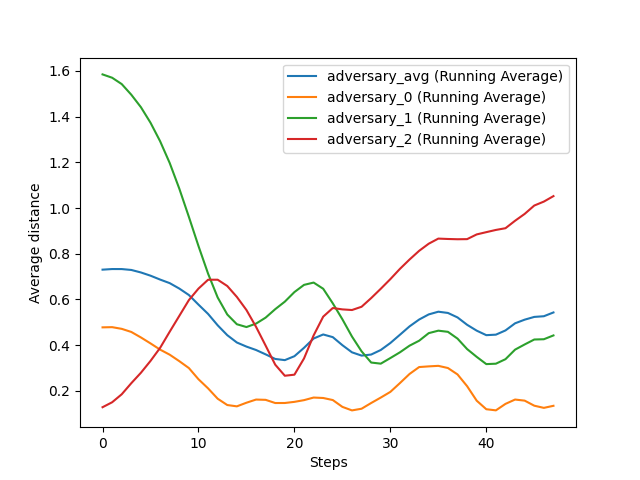 adversary_avg (Running Average)
adversary_0 (Running Average)
adversary_1 (Running Average)
adversary_2 (Running Average)
Average distance
1.6
1.4
1.2
1.0
0.8
0.6
0.4
0.2
0
10
20
30
40
Steps